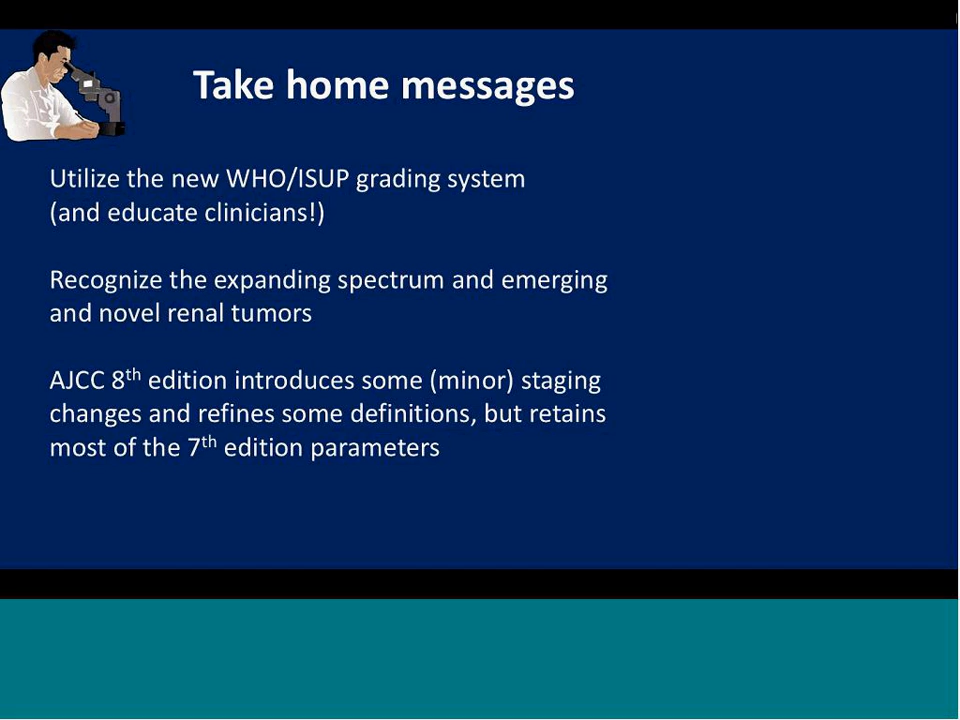 Take home messages
Utilize the new WHO/ISUP grading system
(and educate clinicians!)
Recognize the expanding spectrum and emerging
and novel renal tumors
AJCC 8th edition introduces some (minor) staging
changes and refines some definitions, but retains
most of the 7th edition parameters